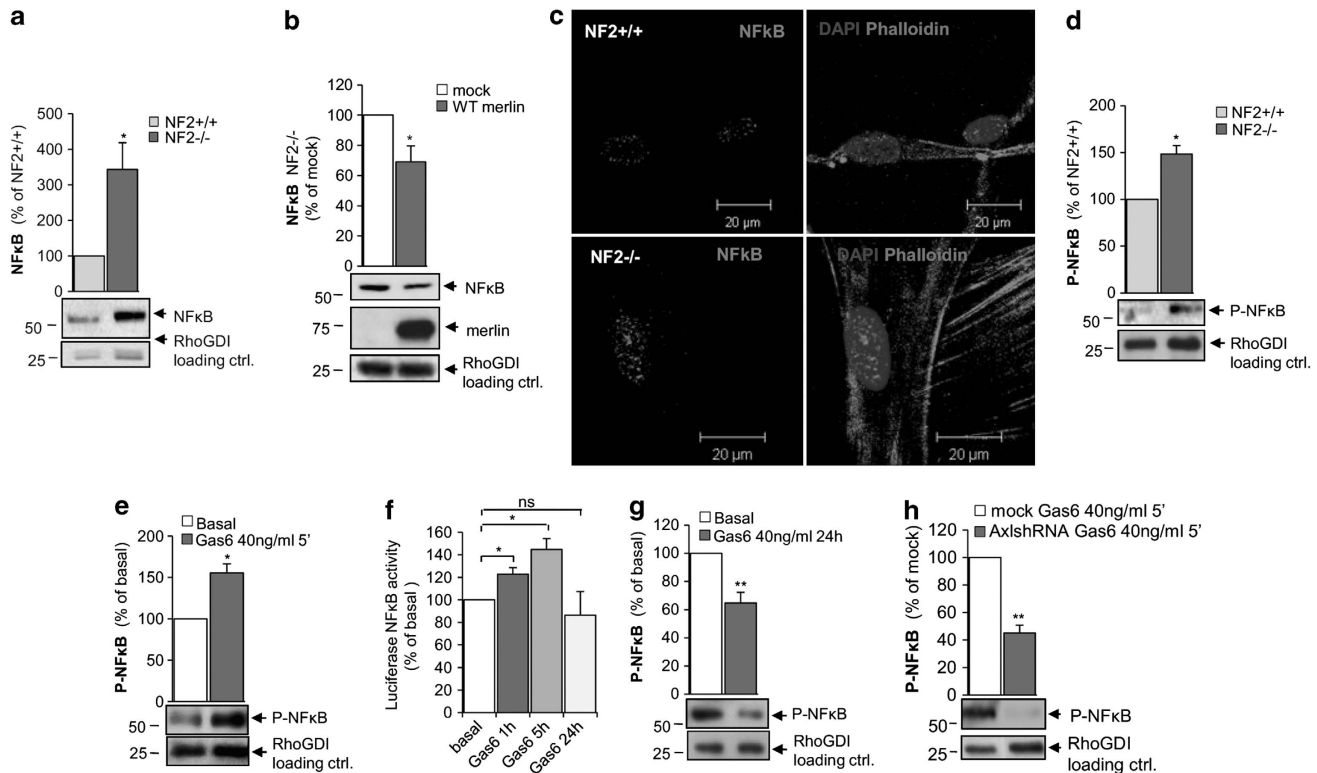 a
NFκB (% of NF2+/+)
500
400
300
200
100
0
*
NF2+/+
NF2-/-
50
NFκB
25
RhoGDI
loading ctrl.
b
NFκB NF2-/-
(% of mock)
120
100
80
60
40
20
0
*
mock
WT merlin
50
NFκB
75
merlin
25
RhoGDI
loading ctrl.
c
NF2+/+
NFkB
20 µm
DAPI Phalloidin
20 µm
NF2-/-
NFkB
20 µm
DAPI Phalloidin
20 µm
d
P-NFκB (% of NF2+/+)
200
150
100
50
0
*
NF2+/+
NF2-/-
50
P-NFκB
25
RhoGDI
loading ctrl.
e
Basal
Gas6 40ng/ml 5'
P-NFκB (% of basal)
200
150
100
50
0
*
50
P-NFκB
25
RhoGDI
loading ctrl.
f
Luciferase NFκB activity
(% of basal )
140
160
120
100
80
60
40
20
0
ns
*
*
basal
Gas6 1h
Gas6 5h
Gas6 24h
g
Basal
Gas6 40ng/ml 24h
P-NFκB (% of basal)
120
100
80
60
40
20
0
**
50
P-NFκB
25
RhoGDI
loading ctrl.
h
mock Gas6 40ng/ml 5'
AxlshRNA Gas6 40ng/ml 5'
P-NFκB (% of mock)
120
100
80
60
40
20
0
**
50
P-NFκB
25
RhoGDI
loading ctrl.